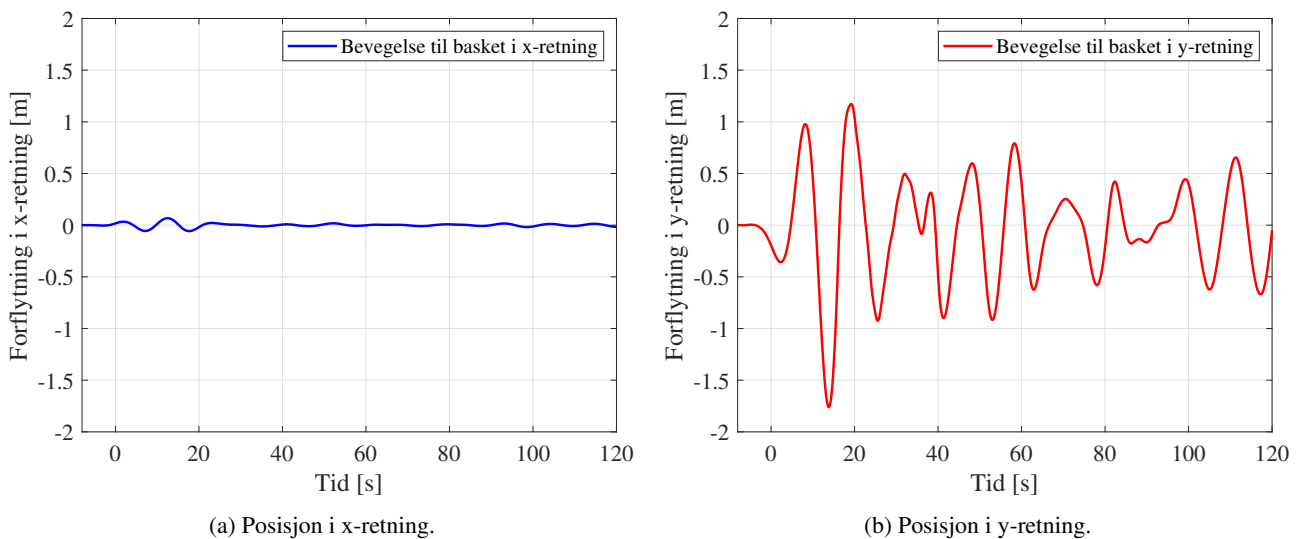 2
1.5
1
0.5
0
-0.5
-1
-1.5
-2
Forflytning i x-retning [m]
Bevegelse til basket i x-retning
0 20 40 60 80 100 120
Tid [s]
(a) Posisjon i x-retning.
2
1.5
1
0.5
0
-0.5
-1
-1.5
-2
Forflytning i y-retning [m]
Bevegelse til basket i y-retning
0 20 40 60 80 100 120
Tid [s]
(b) Posisjon i y-retning.